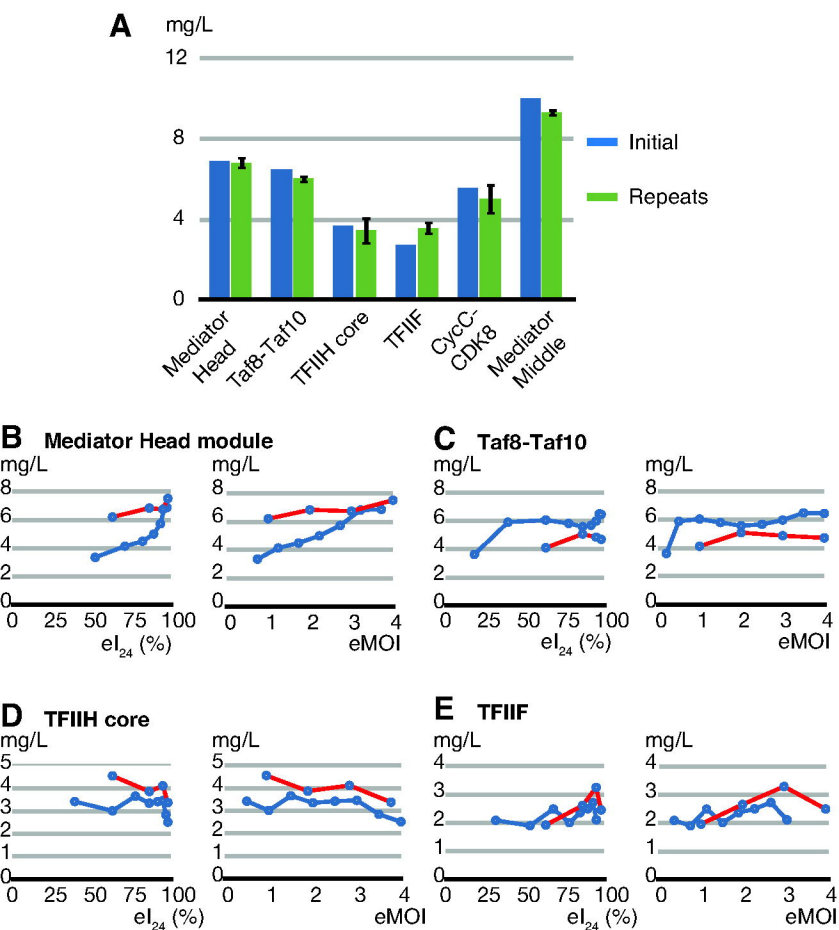 A
mg/L
12
8
4
0
Initial
Repeats
Mediator Head
Taf8-Taf10
TFIIH core
TFIIF
CycC-CDK8
Mediator Middle
B Mediator Head module
mg/L
8
6
4
2
0
0 25 50 75 100
eI24 (%)
mg/L
8
6
4
2
0
0 1 2 3 4
eMOI
C Taf8-Taf10
mg/L
8
6
4
2
0
0 25 50 75 100
eI24 (%)
mg/L
8
6
4
2
0
0 1 2 3 4
eMOI
D TFIIH core
mg/L
5
4
3
2
1
0
0 25 50 75 100
eI24 (%)
mg/L
5
4
3
2
1
0
0 1 2 3 4
eMOI
E TFIIF
mg/L
4
3
2
1
0
0 25 50 75 100
eI24 (%)
mg/L
4
3
2
1
0
0 1 2 3 4
eMOI